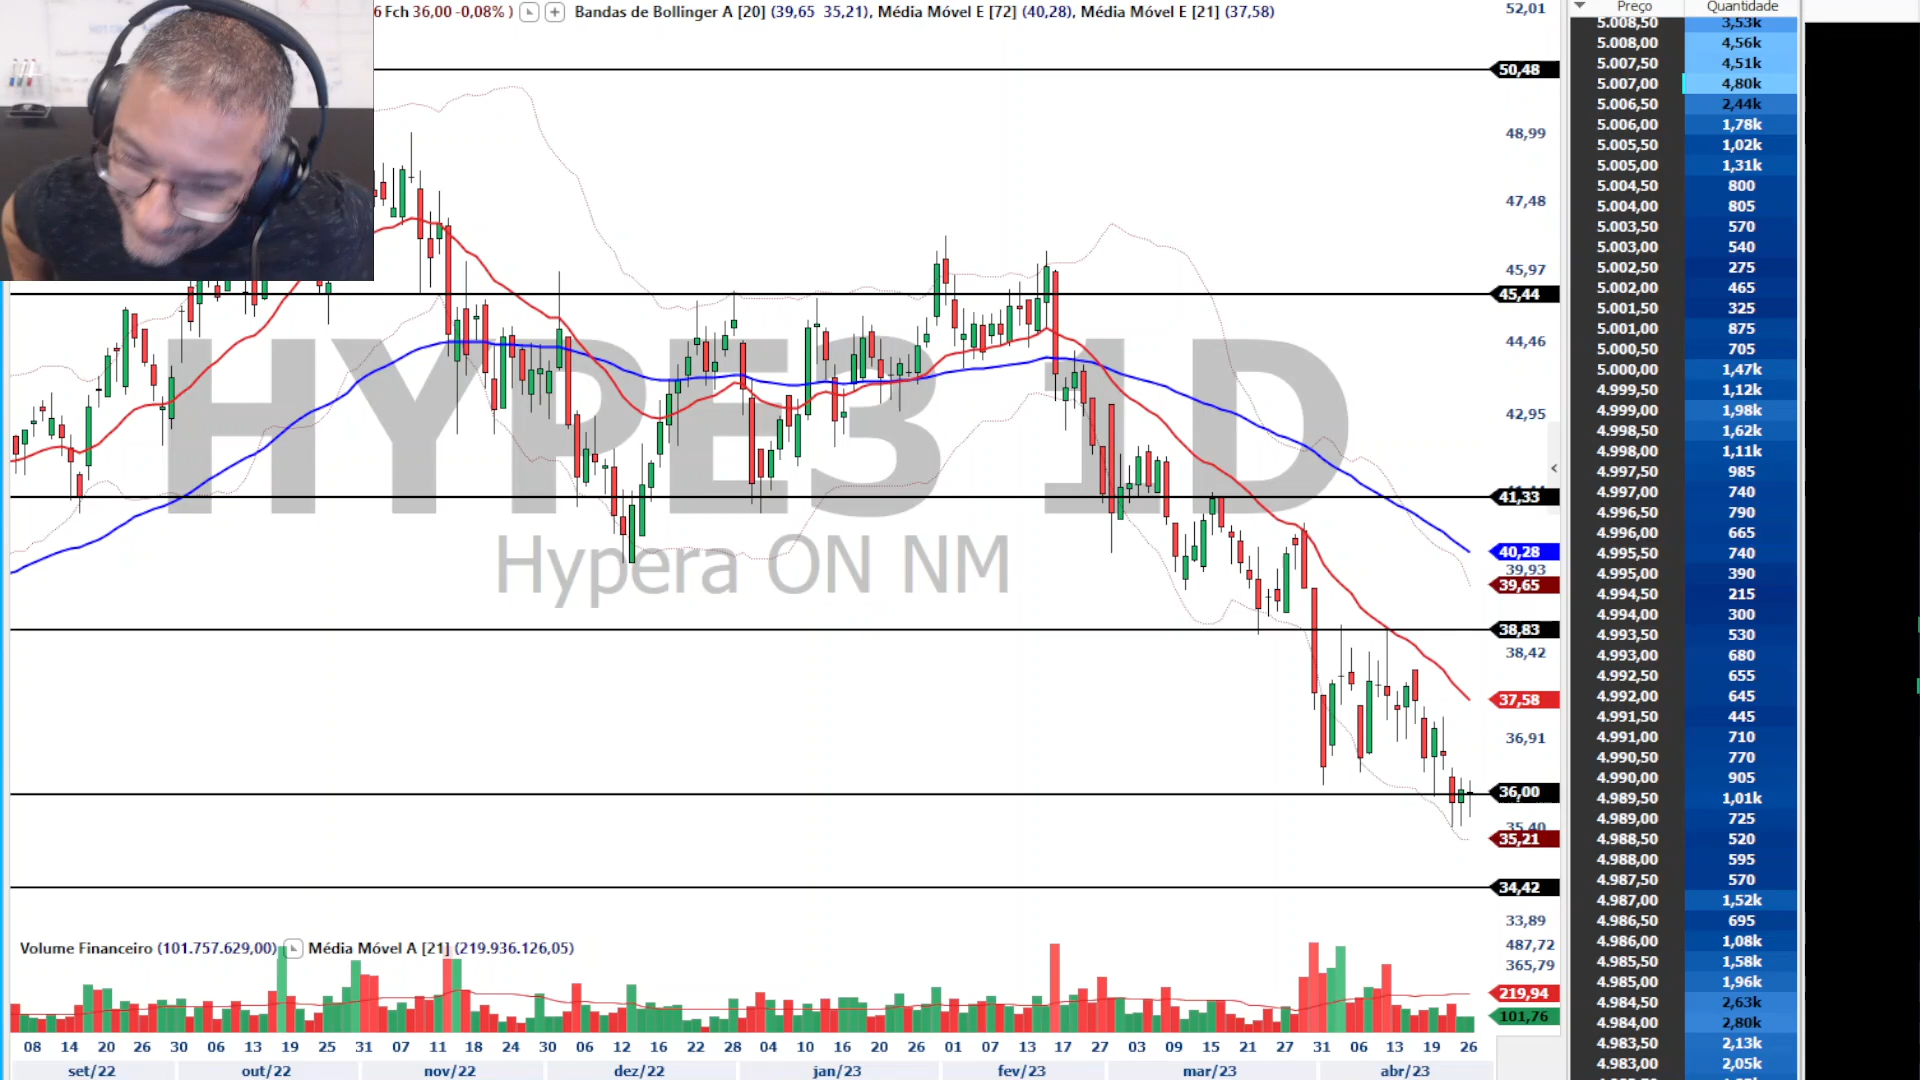 6 Fch 36,00 -0,08% )
Bandas de Bollinger A [20] (39,65 35,21), Média Móvel E [72] (40,28), Média Móvel E [21] (37,58)
HYPE3 1D
Hypera ON NM
52,01
50,48
48,99
47,48
45,97
45,44
44,46
42,95
41,33
40,28
39,93
39,65
38,83
38,42
37,58
36,91
36,00
35,40
35,21
34,42
33,89
Volume Financeiro (101.757.629,00)
Média Móvel A [21] (219.936.126,05)
487,72
365,79
219,94
101,76
08 14 20 26 30 06 13 19 25 31 07 11 18 24 30 06 12 16 22 28 04 10 16 20 26 01 07 13 17 27 03 09 15 21 27 31 06 13 19 26
set/22 out/22 nov/22 dez/22 jan/23 fev/23 mar/23 abr/23
Preço Quantidade
5.008,50 3,53k
5.008,00 4,56k
5.007,50 4,51k
5.007,00 4,80k
5.006,50 2,44k
5.006,00 1,78k
5.005,50 1,02k
5.005,00 1,31k
5.004,50 800
5.004,00 805
5.003,50 570
5.003,00 540
5.002,50 275
5.002,00 465
5.001,50 325
5.001,00 875
5.000,50 705
5.000,00 1,47k
4.999,50 1,12k
4.999,00 1,98k
4.998,50 1,62k
4.998,00 1,11k
4.997,50 985
4.997,00 740
4.996,50 790
4.996,00 665
4.995,50 740
4.995,00 390
4.994,50 215
4.994,00 300
4.993,50 530
4.993,00 680
4.992,50 655
4.992,00 645
4.991,50 445
4.991,00 710
4.990,50 770
4.990,00 905
4.989,50 1,01k
4.989,00 725
4.988,50 520
4.988,00 595
4.987,50 570
4.987,00 1,52k
4.986,50 695
4.986,00 1,08k
4.985,50 1,58k
4.985,00 1,96k
4.984,50 2,63k
4.984,00 2,80k
4.983,50 2,13k
4.983,00 2,05k